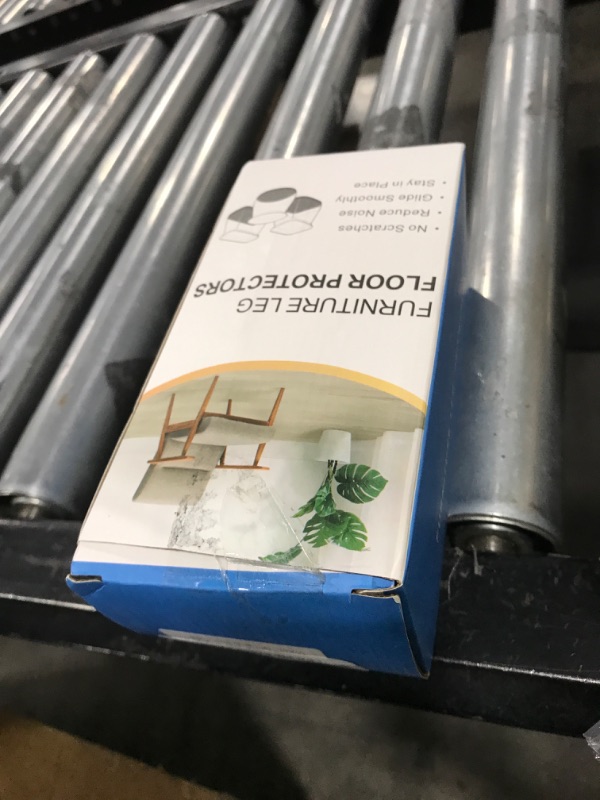 FURNITURE LEG
FLOOR PROTECTORS
• No Scratches
• Reduce Noise
• Glide Smoothly
• Stay in Place